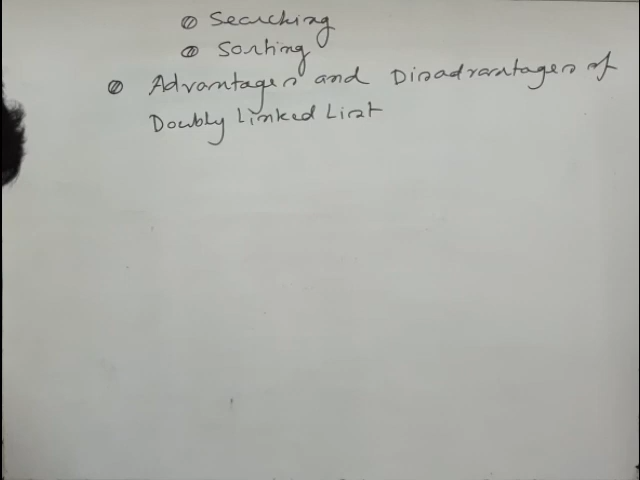 Searching
Sorting
Advantages and Disadvantages of
Doubly Linked List